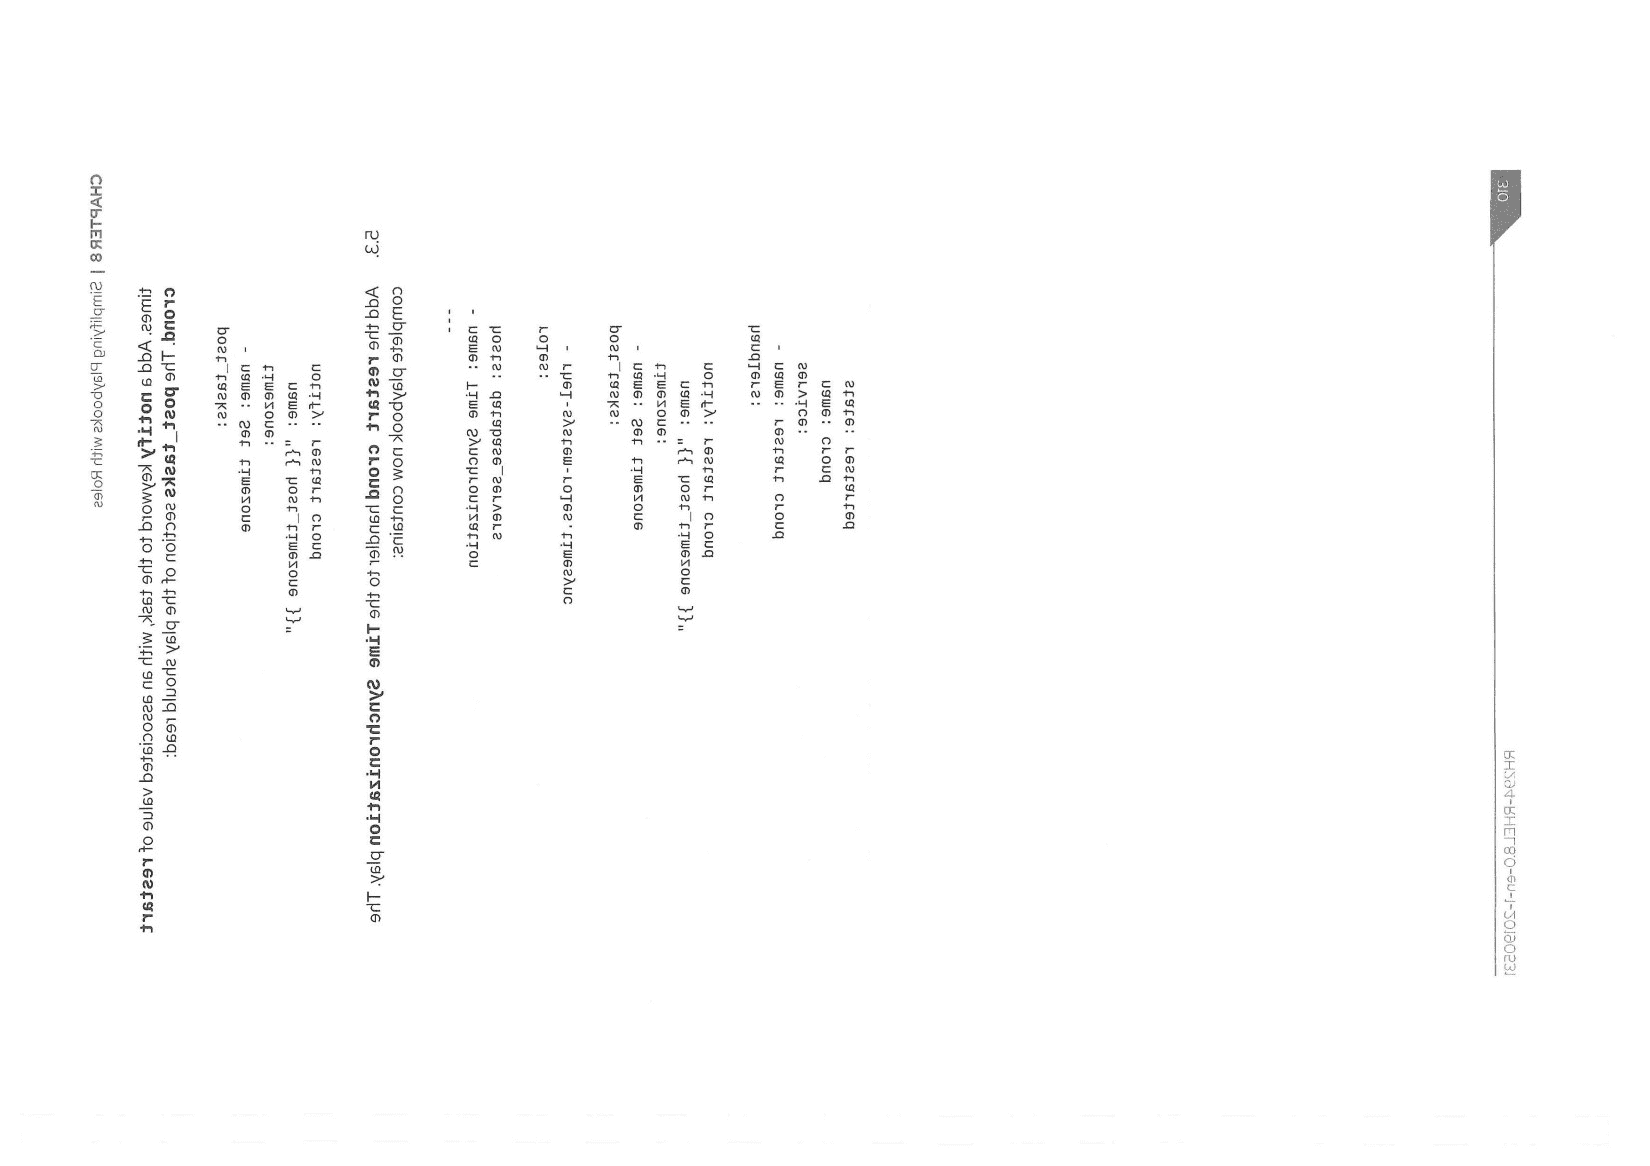 CHAPTER 8 | Simplifying Playbooks with Roles
times. Add a notify keyword to the task, with an associated value of restart
crond. The post_tasks section of the play should read:
post_tasks:
  - name: Set timezone
    timezone:
      name: "{{ host_timezone }}"
    notify: restart crond
5.3. Add the restart crond handler to the Time Synchronization play. The
complete playbook now contains:
---
- name: Time Synchronization
  hosts: database_servers
  roles:
    - rhel-system-roles.timesync
  post_tasks:
    - name: Set timezone
      timezone:
        name: "{{ host_timezone }}"
      notify: restart crond
  handlers:
    - name: restart crond
      service:
        name: crond
        state: restarted
310
RH294-RHEL8.0-en-1-20190531